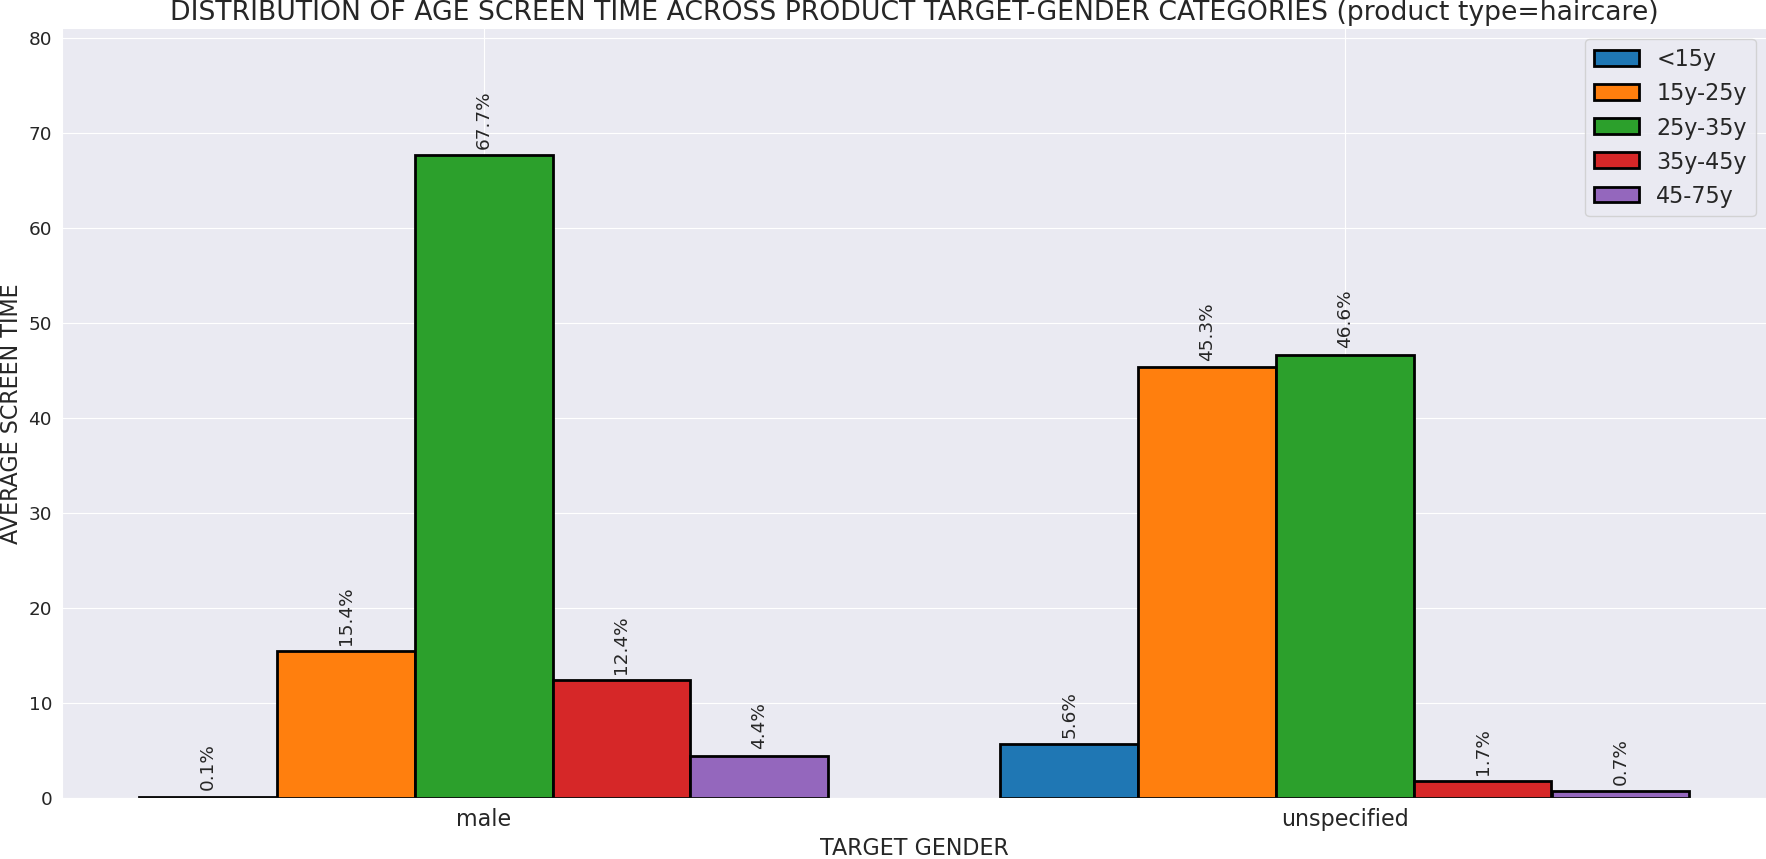 DISTRIBUTION OF AGE SCREEN TIME ACROSS PRODUCT TARGET-GENDER CATEGORIES (product type=haircare)
80
70
60
50
40
30
20
10
0
AVERAGE SCREEN TIME
0.1%
15.4%
67.7%
12.4%
4.4%
5.6%
45.3%
46.6%
1.7%
0.7%
<15y
15y-25y
25y-35y
35y-45y
45-75y
male
unspecified
TARGET GENDER